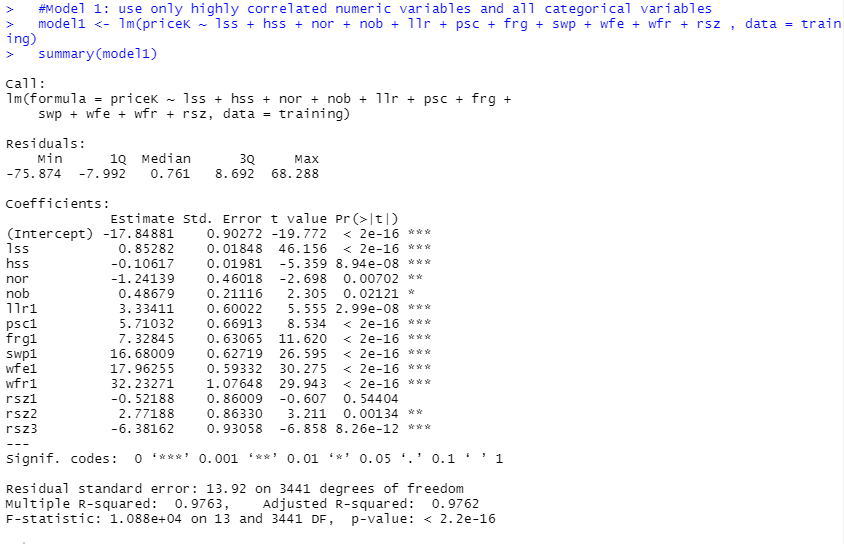 >   #Model 1: use only highly correlated numeric variables and all categorical variables
>   model1 <- lm(priceK ~ lss + hss + nor + nob + llr + psc + frg + swp + wfe + wfr + rsz , data = train
ing)
>   summary(model1)

Call:
lm(formula = priceK ~ lss + hss + nor + nob + llr + psc + frg +
    swp + wfe + wfr + rsz, data = training)

Residuals:
    Min      1Q  Median      3Q     Max
-75.874  -7.992   0.761   8.692  68.288

Coefficients:
             Estimate Std. Error t value Pr(>|t|)
(Intercept) -17.84881    0.90272 -19.772  < 2e-16 ***
lss           0.85282    0.01848  46.156  < 2e-16 ***
hss          -0.10617    0.01981  -5.359 8.94e-08 ***
nor          -1.24139    0.46018  -2.698  0.00702 **
nob           0.48679    0.21116   2.305  0.02121 *
llr1          3.33411    0.60022   5.555 2.99e-08 ***
psc1          5.71032    0.66913   8.534  < 2e-16 ***
frg1          7.32845    0.63065  11.620  < 2e-16 ***
swp1         16.68009    0.62719  26.595  < 2e-16 ***
wfe1         17.96255    0.59332  30.275  < 2e-16 ***
wfr1         32.23271    1.07648  29.943  < 2e-16 ***
rsz1         -0.52188    0.86009  -0.607  0.54404
rsz2          2.77188    0.86330   3.211  0.00134 **
rsz3         -6.38162    0.93058  -6.858 8.26e-12 ***
---
Signif. codes:  0 ‘***’ 0.001 ‘**’ 0.01 ‘*’ 0.05 ‘.’ 0.1 ‘ ’ 1

Residual standard error: 13.92 on 3441 degrees of freedom
Multiple R-squared:  0.9763,    Adjusted R-squared:  0.9762
F-statistic: 1.088e+04 on 13 and 3441 DF,  p-value: < 2.2e-16